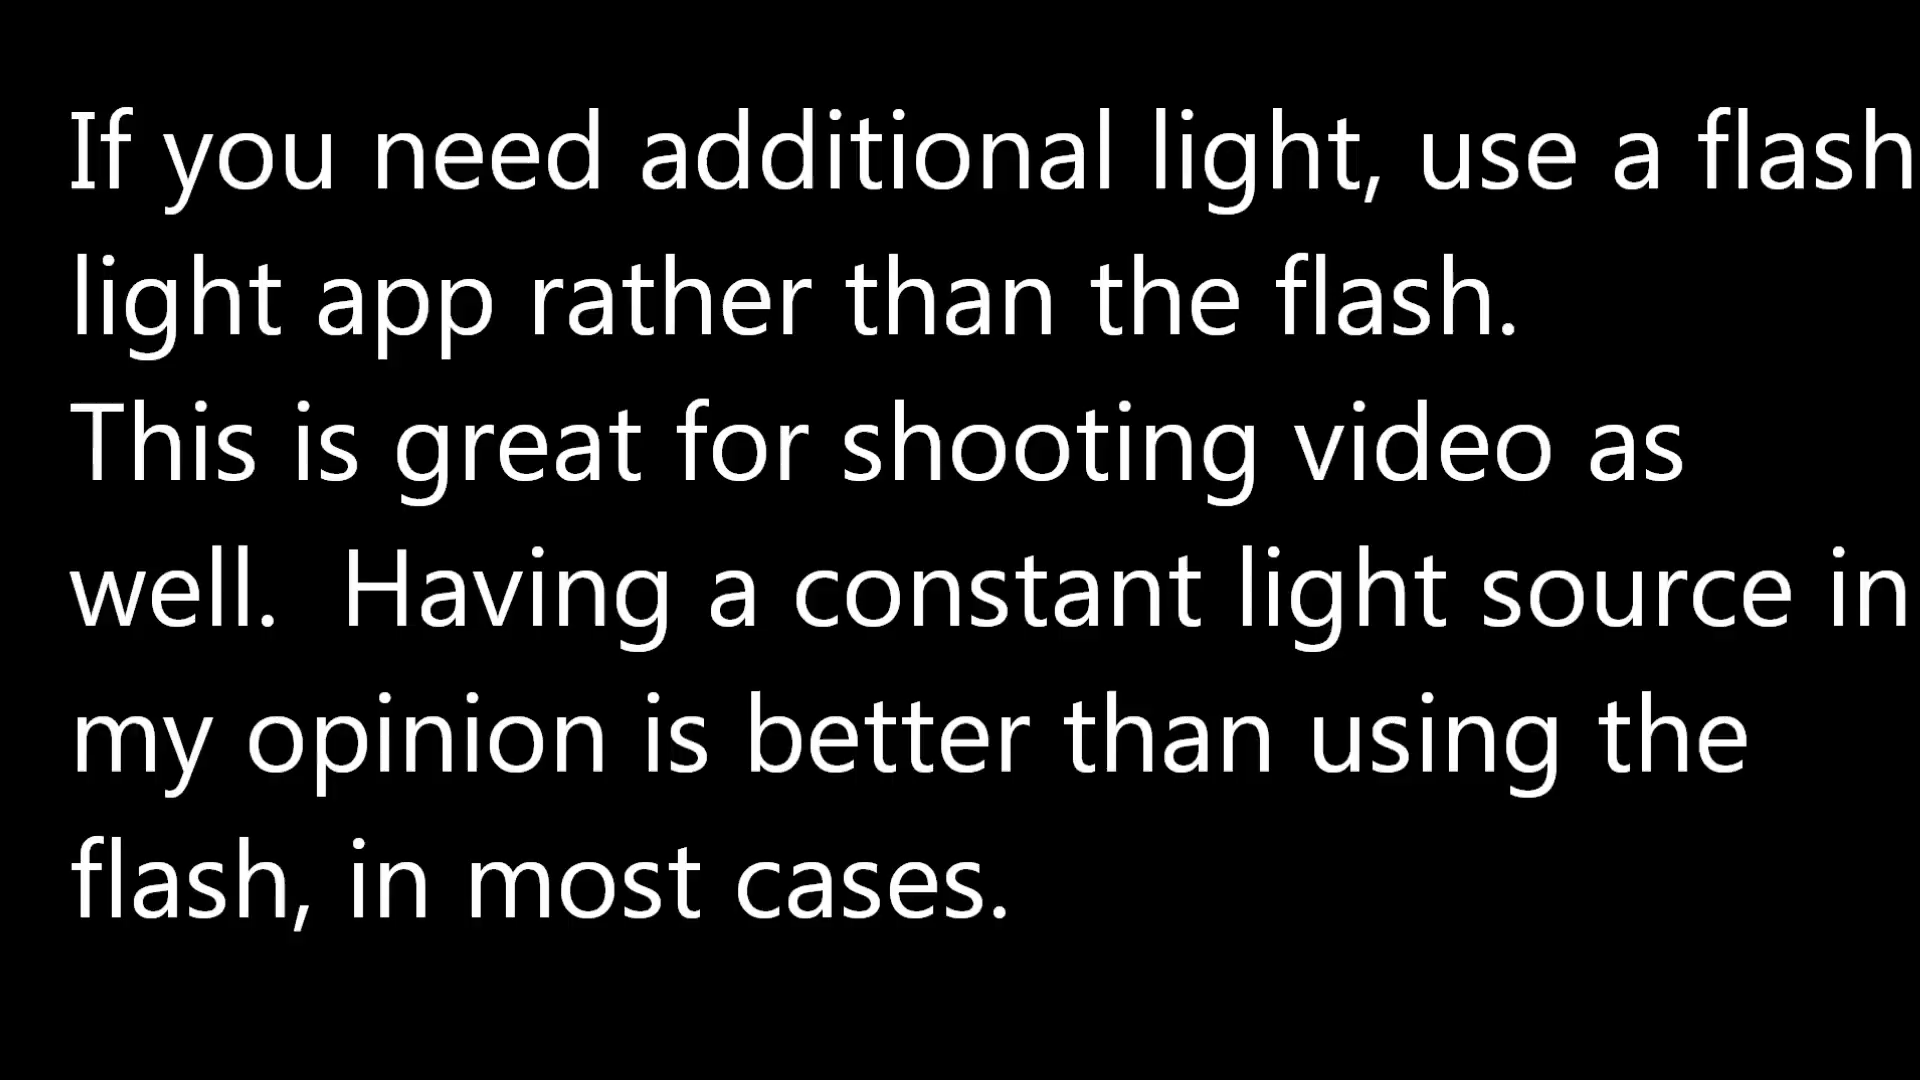 If you need additional light, use a flash
light app rather than the flash.
This is great for shooting video as
well.  Having a constant light source in
my opinion is better than using the
flash, in most cases.